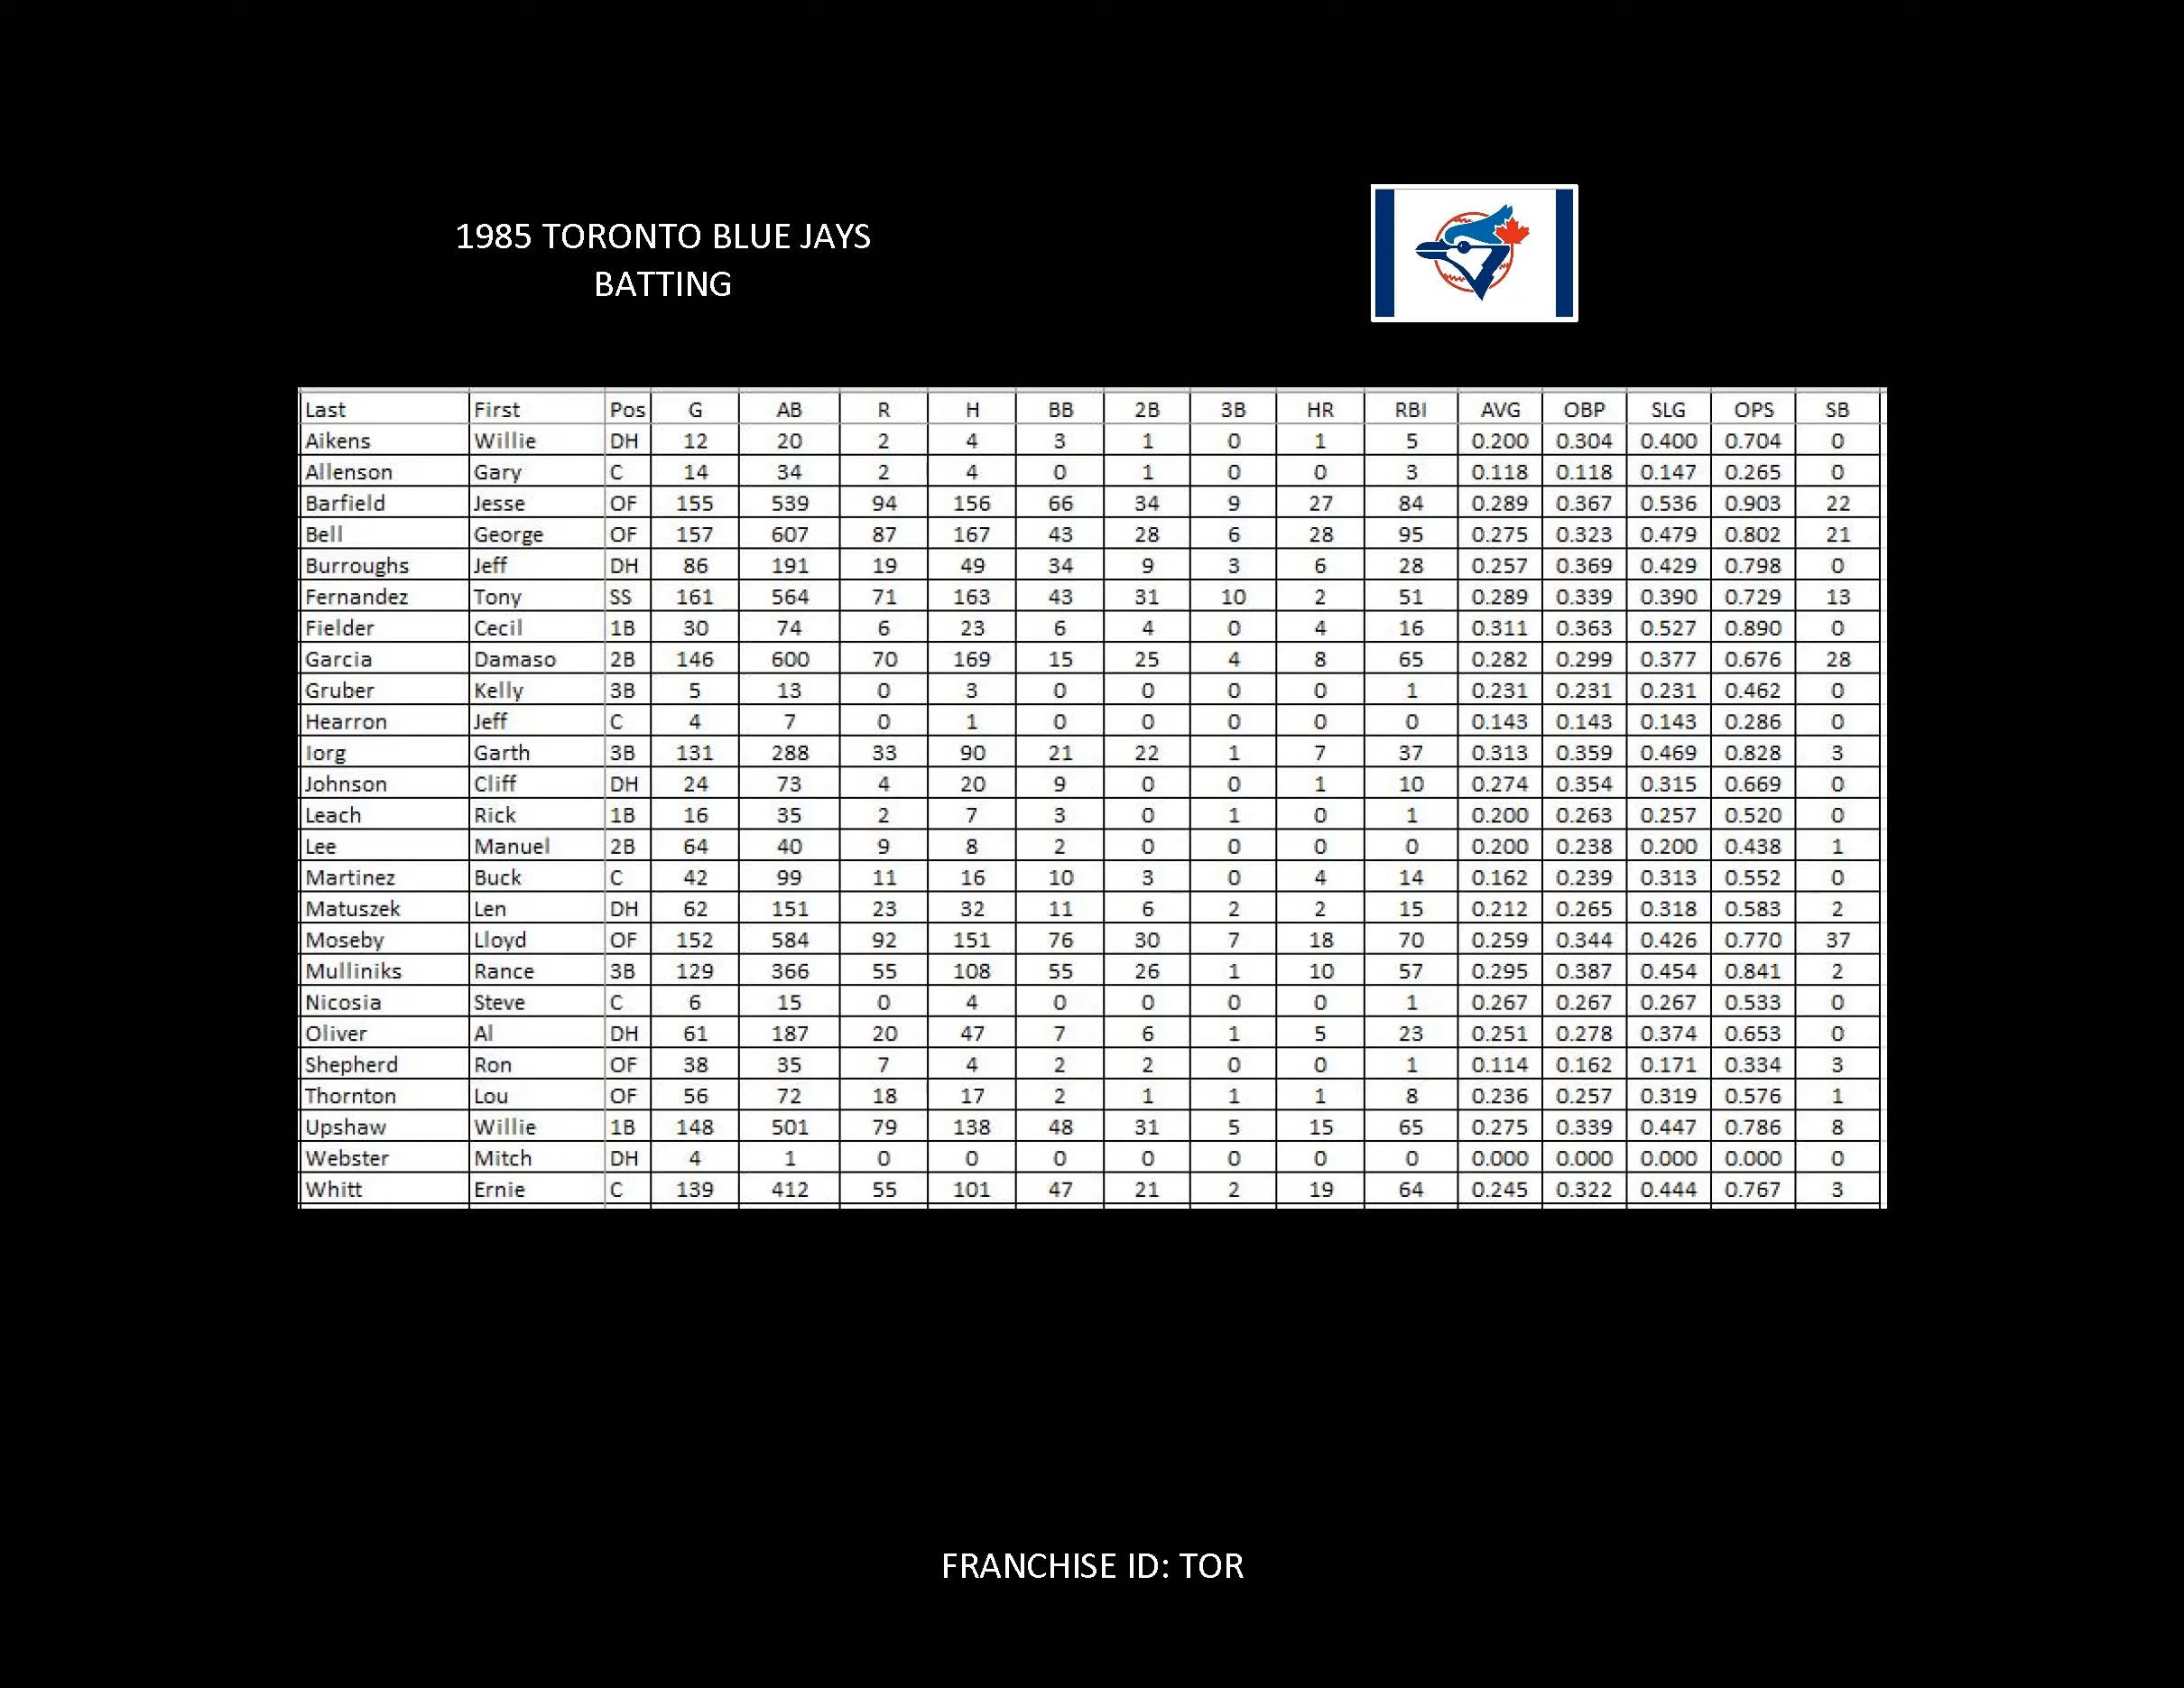 1985 TORONTO BLUE JAYS
BATTING
Last First Pos G AB R H BB 2B 3B HR RBI AVG OBP SLG OPS SB
Aikens Willie DH 12 20 2 4 3 1 0 1 5 0.200 0.304 0.400 0.704 0
Allenson Gary C 14 34 2 4 0 1 0 0 3 0.118 0.118 0.147 0.265 0
Barfield Jesse OF 155 539 94 156 66 34 9 27 84 0.289 0.367 0.536 0.903 22
Bell George OF 157 607 87 167 43 28 6 28 95 0.275 0.323 0.479 0.802 21
Burroughs Jeff DH 86 191 19 49 34 9 3 6 28 0.257 0.369 0.429 0.798 0
Fernandez Tony SS 161 564 71 163 43 31 10 2 51 0.289 0.339 0.390 0.729 13
Fielder Cecil 1B 30 74 6 23 6 4 0 4 16 0.311 0.363 0.527 0.890 0
Garcia Damaso 2B 146 600 70 169 15 25 4 8 65 0.282 0.299 0.377 0.676 28
Gruber Kelly 3B 5 13 0 3 0 0 0 0 1 0.231 0.231 0.231 0.462 0
Hearron Jeff C 4 7 0 1 0 0 0 0 0 0.143 0.143 0.143 0.286 0
Iorg Garth 3B 131 288 33 90 21 22 1 7 37 0.313 0.359 0.469 0.828 3
Johnson Cliff DH 24 73 4 20 9 0 0 1 10 0.274 0.354 0.315 0.669 0
Leach Rick 1B 16 35 2 7 3 0 1 0 1 0.200 0.263 0.257 0.520 0
Lee Manuel 2B 64 40 9 8 2 0 0 0 0 0.200 0.238 0.200 0.438 1
Martinez Buck C 42 99 11 16 10 3 0 4 14 0.162 0.239 0.313 0.552 0
Matuszek Len DH 62 151 23 32 11 6 2 2 15 0.212 0.265 0.318 0.583 2
Moseby Lloyd OF 152 584 92 151 76 30 7 18 70 0.259 0.344 0.426 0.770 37
Mulliniks Rance 3B 129 366 55 108 55 26 1 10 57 0.295 0.387 0.454 0.841 2
Nicosia Steve C 6 15 0 4 0 0 0 0 1 0.267 0.267 0.267 0.533 0
Oliver Al DH 61 187 20 47 7 6 1 5 23 0.251 0.278 0.374 0.653 0
Shepherd Ron OF 38 35 7 4 2 2 0 0 1 0.114 0.162 0.171 0.334 3
Thornton Lou OF 56 72 18 17 2 1 1 1 8 0.236 0.257 0.319 0.576 1
Upshaw Willie 1B 148 501 79 138 48 31 5 15 65 0.275 0.339 0.447 0.786 8
Webster Mitch DH 4 1 0 0 0 0 0 0 0 0.000 0.000 0.000 0.000 0
Whitt Ernie C 139 412 55 101 47 21 2 19 64 0.245 0.322 0.444 0.767 3
FRANCHISE ID: TOR